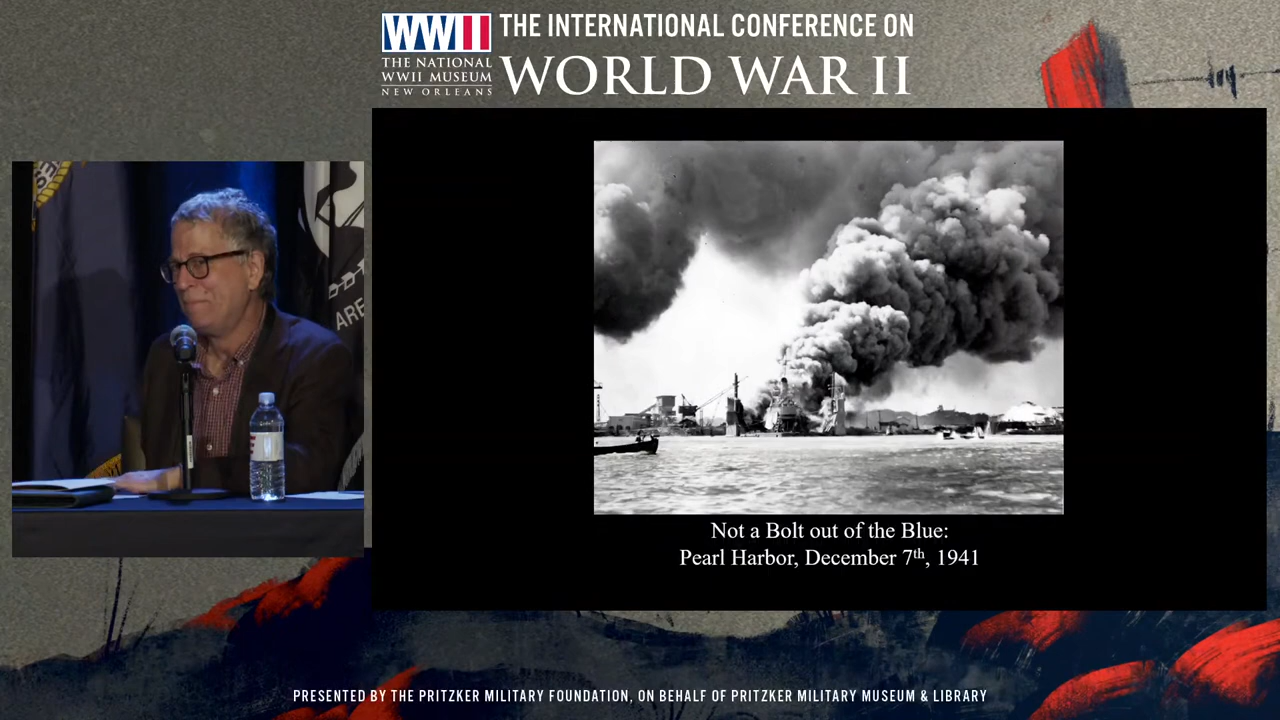 WWII
THE NATIONAL
WWII MUSEUM
NEW ORLEANS
THE INTERNATIONAL CONFERENCE ON
WORLD WAR II
ARE
Not a Bolt out of the Blue:
Pearl Harbor, December 7th, 1941
PRESENTED BY THE PRITZKER MILITARY FOUNDATION, ON BEHALF OF PRITZKER MILITARY MUSEUM & LIBRARY